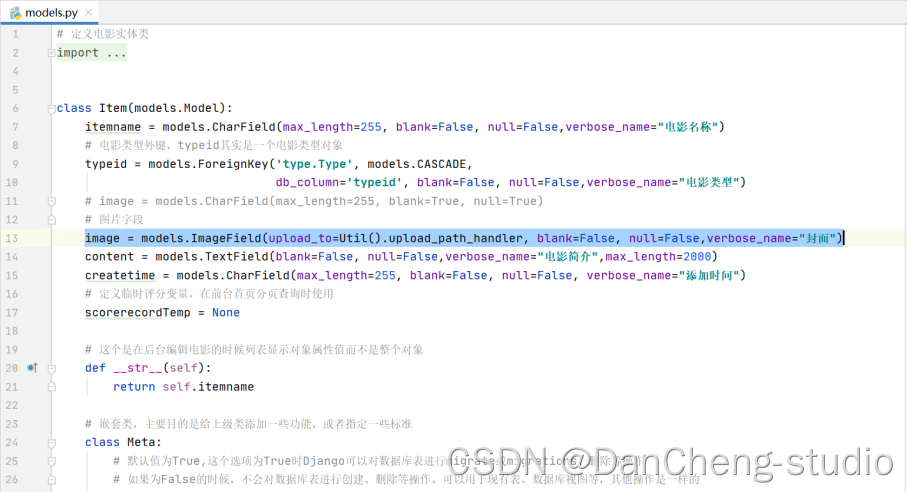 models.py
1 # 定义电影实体类
2 import ...
4
5
6 class Item(models.Model):
7 itemname = models.CharField(max_length=255, blank=False, null=False,verbose_name="电影名称")
8 # 电影类型外键，typeid其实是一个电影类型对象
9 typeid = models.ForeignKey('type.Type', models.CASCADE,
10 db_column='typeid', blank=False, null=False,verbose_name="电影类型")
11 # image = models.CharField(max_length=255, blank=True, null=True)
12 # 图片字段
13 image = models.ImageField(upload_to=Util().upload_path_handler, blank=False, null=False,verbose_name="封面")
14 content = models.TextField(blank=False, null=False,verbose_name="电影简介",max_length=2000)
15 createtime = models.CharField(max_length=255, blank=False, null=False, verbose_name="添加时间")
16 # 定义临时评分变量，在前台首页分页查询时使用
17 scorerecordTemp = None
18
19 # 这个是在后台编辑电影的时候列表显示对象属性值而不是整个对象
20 def __str__(self):
21 return self.itemname
22
23 # 嵌套类，主要目的是给上级类添加一些功能，或者指定一些标准
24 class Meta:
25 # 默认值为True,这个选项为True时Django可以对数据库表进行migrate或migrations、删除等操作
26 # 如果为False的时候，不会对数据库表进行创建、删除等操作，可以用于现有表、数据库视图等，其他操作是一样的
CSDN @DanCheng-studio